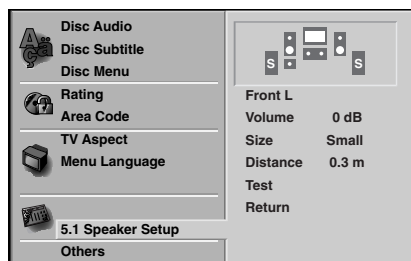 Disc Audio
Disc Subtitle
Disc Menu
Rating
Area Code
TV Aspect
Menu Language
5.1 Speaker Setup
Others
S S
Front L
Volume 0 dB
Size Small
Distance 0.3 m
Test
Return